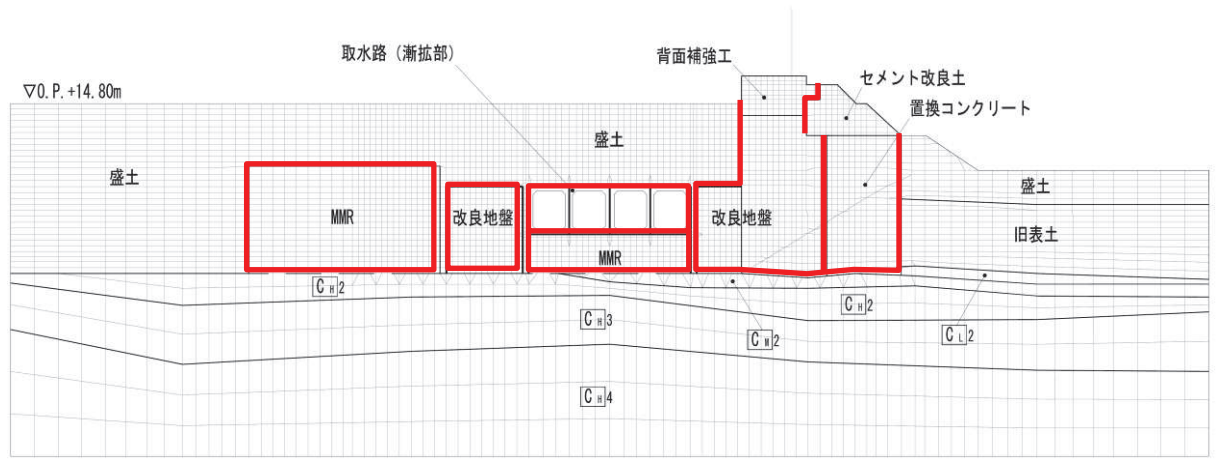 取水路（漸拡部）
背面補強工
セメント改良土
▽O.P.+14.80m
置換コンクリート
盛土
盛土
盛土
MMR
改良地盤
改良地盤
旧表土
MMR
CH2
CH2
CH3
CM2
CL2
CH4